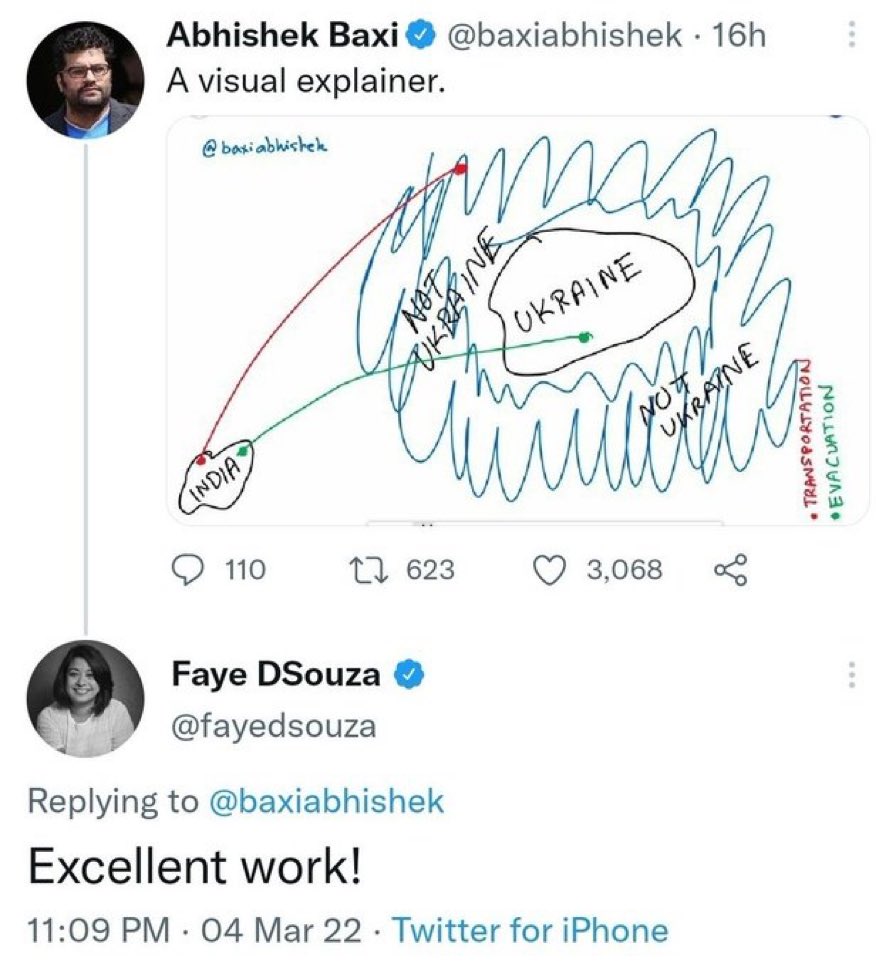 Abhishek Baxi @baxiabhishek · 16h
A visual explainer.
@baxiabhishek
NOT
UKRAINE
UKRAINE
NOT
UKRAINE
INDIA
• TRANSPORTATION
• EVACUATION
110 623 3,068
Faye DSouza
@fayedsouza
Replying to @baxiabhishek
Excellent work!
11:09 PM · 04 Mar 22 · Twitter for iPhone